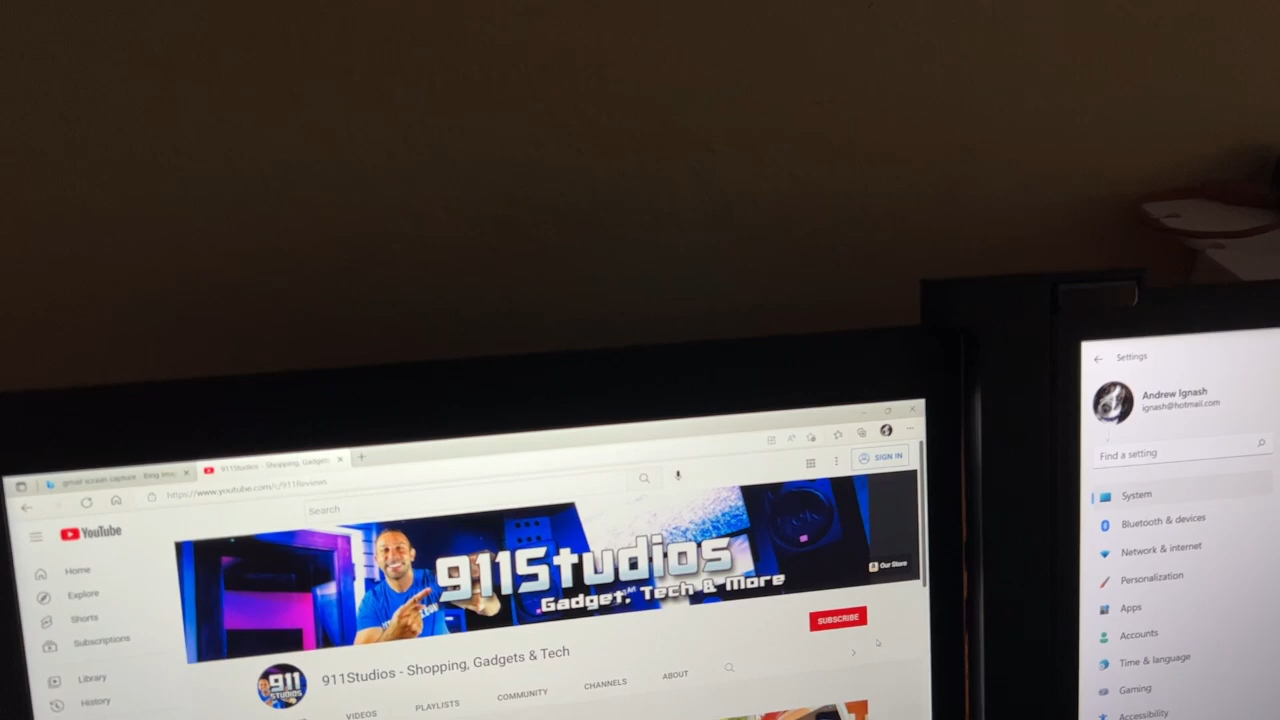 gmail screen capture - Bing Ima
911Studios - Shopping, Gadgets
https://www.youtube.com/c/911Reviews
YouTube
Search
SIGN IN
Home
Explore
Shorts
Subscriptions
Library
History
911Studios
Gadget, Tech & More
Our Store
SUBSCRIBE
911
STUDIOS
911Studios - Shopping, Gadgets & Tech
VIDEOS
PLAYLISTS
COMMUNITY
CHANNELS
ABOUT
Settings
Andrew Ignash
ignash@hotmail.com
Find a setting
System
Bluetooth & devices
Network & internet
Personalization
Apps
Accounts
Time & language
Gaming
Accessibility